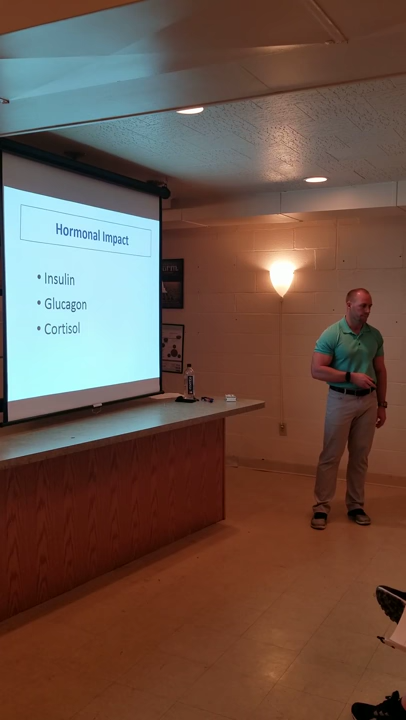 Hormonal Impact
• Insulin
• Glucagon
• Cortisol